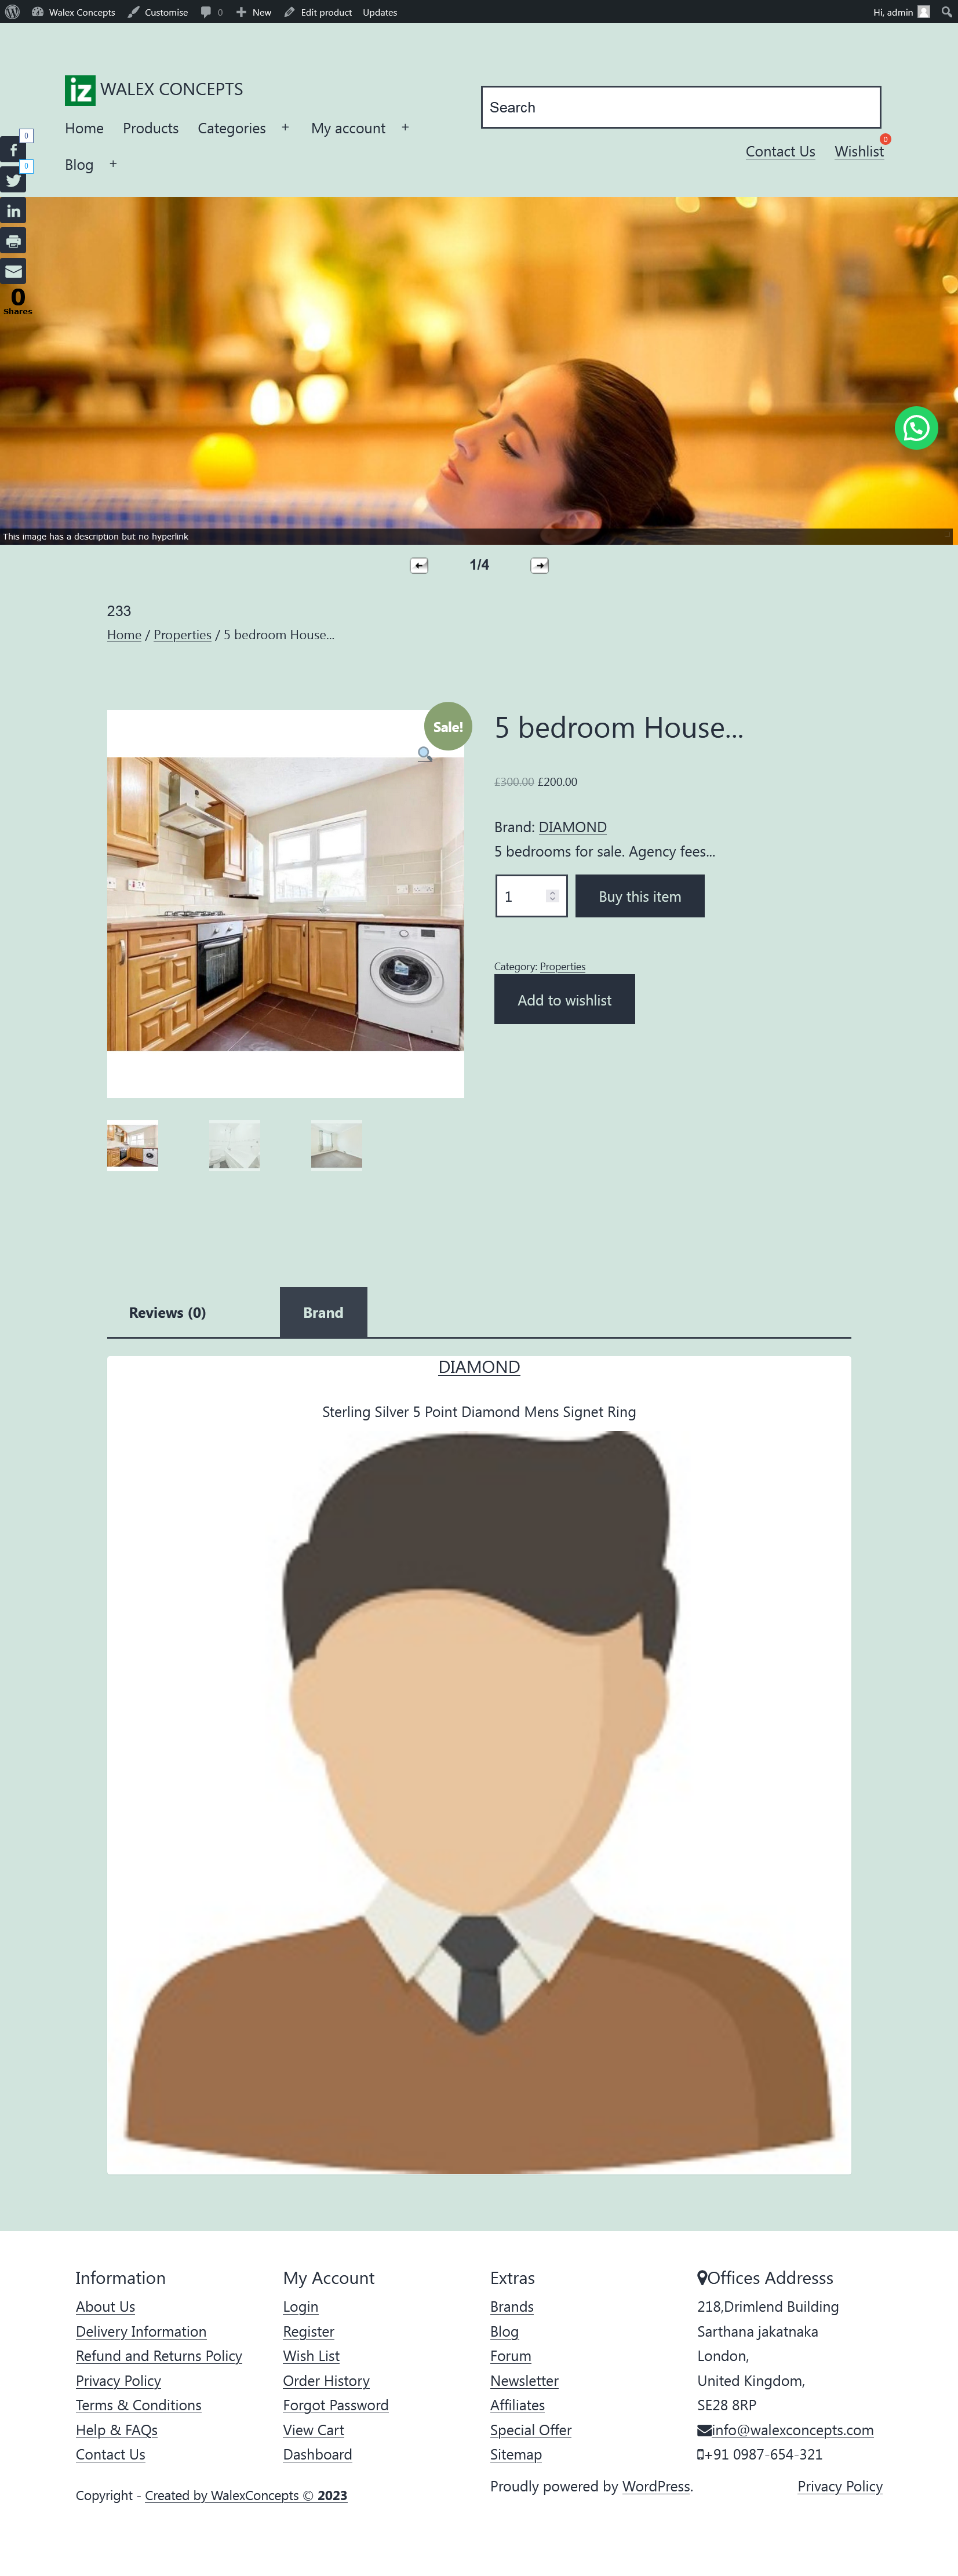 Walex Concepts Customise 0 New Edit product Updates Hi, admin
iz WALEX CONCEPTS
Search
Home Products Categories + My account +
Contact Us Wishlist 0
Blog +
0
0
0
Shares
This image has a description but no hyperlink
1/4
233
Home / Properties / 5 bedroom House...
Sale!
5 bedroom House...
£300.00 £200.00
Brand: DIAMOND
5 bedrooms for sale. Agency fees...
1 Buy this item
Category: Properties
Add to wishlist
Reviews (0) Brand
DIAMOND
Sterling Silver 5 Point Diamond Mens Signet Ring
Information
About Us
Delivery Information
Refund and Returns Policy
Privacy Policy
Terms & Conditions
Help & FAQs
Contact Us
My Account
Login
Register
Wish List
Order History
Forgot Password
View Cart
Dashboard
Extras
Brands
Blog
Forum
Newsletter
Affiliates
Special Offer
Sitemap
Offices Addresss
218,Drimlend Building
Sarthana jakatnaka
London,
United Kingdom,
SE28 8RP
info@walexconcepts.com
+91 0987-654-321
Copyright - Created by WalexConcepts © 2023
Proudly powered by WordPress.
Privacy Policy